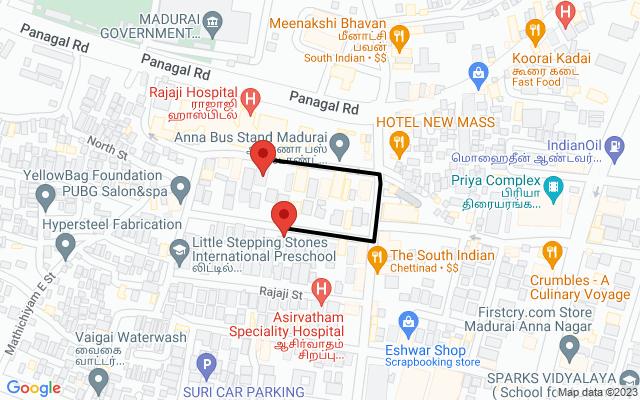 Panagal Rd
MADURAI
GOVERNMENT...
Panagal Rd
Meenakshi Bhavan
மீனாட்சி
பவன்
South Indian • $$
Koorai Kadai
கூரை கடை
Fast Food
Rajaji Hospital
ராஜாஜி
ஹாஸ்பிடல்
Panagal Rd
HOTEL NEW MASS
Anna Bus Stand Madurai
IndianOil
மொஹைதீன் ஆண்டவர்...
North St
YellowBag Foundation
PUBG Salon&spa
Priya Complex
பிரியா
திரையரங்க...
Hypersteel Fabrication
Little Stepping Stones
International Preschool
லிட்டில்...
The South Indian
Chettinad • $$
Crumbles - A
Culinary Voyage
Mathichiyam E St
Rajaji St
Asirvatham
Speciality Hospital
ஆசிர்வாதம்
சிறப்பு...
Firstcry.com Store
Madurai Anna Nagar
Vaigai Waterwash
வைகை
வாட்டர்...
Eshwar Shop
Scrapbooking store
SURI CAR PARKING
SPARKS VIDYALAYA
( School fo
Google
Map data ©2023